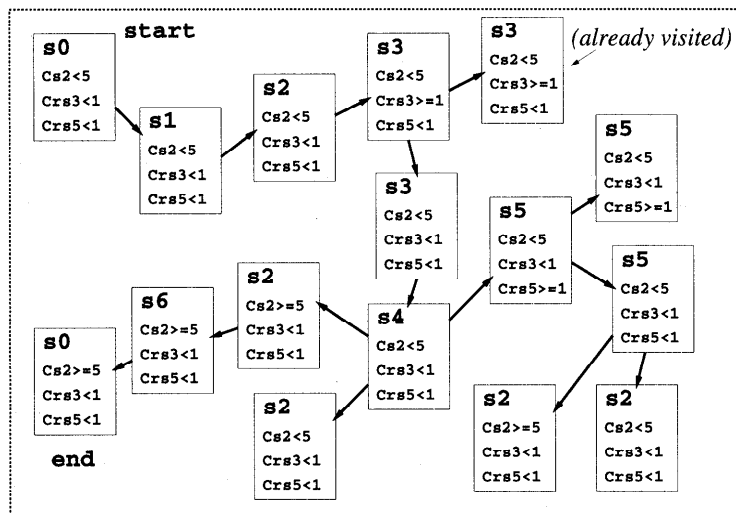 s0
Cs2<5
Crs3<1
Crs5<1
start
s1
Cs2<5
Crs3<1
Crs5<1
s2
Cs2<5
Crs3<1
Crs5<1
s3
Cs2<5
Crs3>=1
Crs5<1
s3
Cs2<5
Crs3>=1
Crs5<1
(already visited)
s3
Cs2<5
Crs3<1
Crs5<1
s5
Cs2<5
Crs3<1
Crs5>=1
s5
Cs2<5
Crs3<1
Crs5>=1
s5
Cs2<5
Crs3<1
Crs5<1
s4
Cs2<5
Crs3<1
Crs5<1
s2
Cs2>=5
Crs3<1
Crs5<1
s6
Cs2>=5
Crs3<1
Crs5<1
s0
Cs2>=5
Crs3<1
Crs5<1
end
s2
Cs2<5
Crs3<1
Crs5<1
s2
Cs2>=5
Crs3<1
Crs5<1
s2
Cs2<5
Crs3<1
Crs5<1